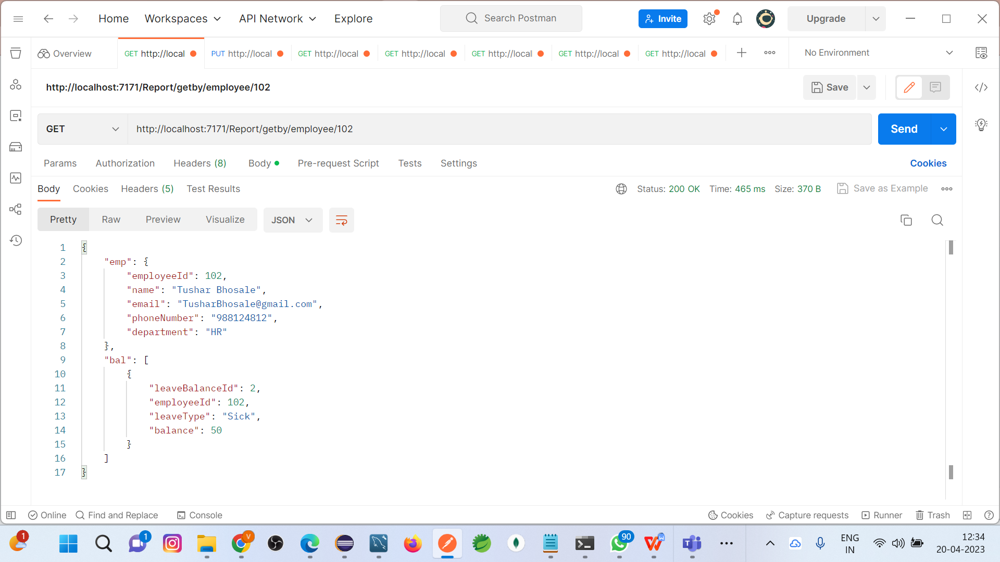 Home Workspaces API Network Explore Search Postman Invite Upgrade
Overview GET http://local PUT http://local GET http://local GET http://local GET http://local GET http://local GET http://local No Environment
http://localhost:7171/Report/getby/employee/102 Save
GET http://localhost:7171/Report/getby/employee/102 Send
Params Authorization Headers (8) Body Pre-request Script Tests Settings Cookies
Body Cookies Headers (5) Test Results Status: 200 OK Time: 465 ms Size: 370 B Save as Example
Pretty Raw Preview Visualize JSON
1 {
2 "emp": {
3 "employeeId": 102,
4 "name": "Tushar Bhosale",
5 "email": "TusharBhosale@gmail.com",
6 "phoneNumber": "988124812",
7 "department": "HR"
8 },
9 "bal": [
10 {
11 "leaveBalanceId": 2,
12 "employeeId": 102,
13 "leaveType": "Sick",
14 "balance": 50
15 }
16 ]
17 }
Online Find and Replace Console Cookies Capture requests Runner Trash
1 1 V 90 W T ENG 12:34
IN 20-04-2023